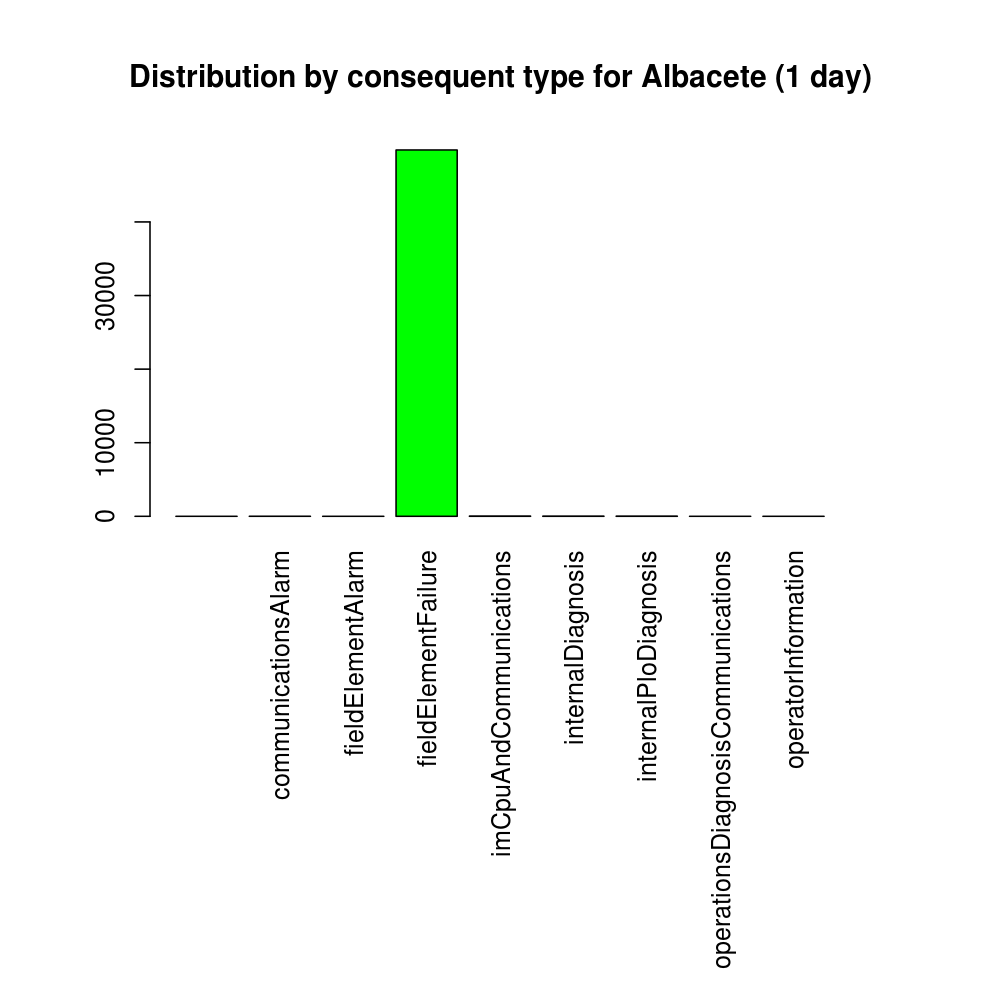 Distribution by consequent type for Albacete (1 day)
30000
10000
0
communicationsAlarm
fieldElementAlarm
fieldElementFailure
imCpuAndCommunications
internalDiagnosis
internalPloDiagnosis
operationsDiagnosisCommunications
operatorInformation